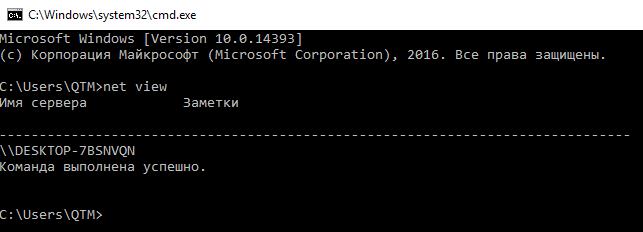 C:\Windows\system32\cmd.exe
Microsoft Windows [Version 10.0.14393]
(c) Корпорация Майкрософт (Microsoft Corporation), 2016. Все права защищены.
C:\Users\QTM>net view
Имя сервера            Заметки
-------------------------------------------------------------------------------
\\DESKTOP-7BSNVQN
Команда выполнена успешно.
C:\Users\QTM>